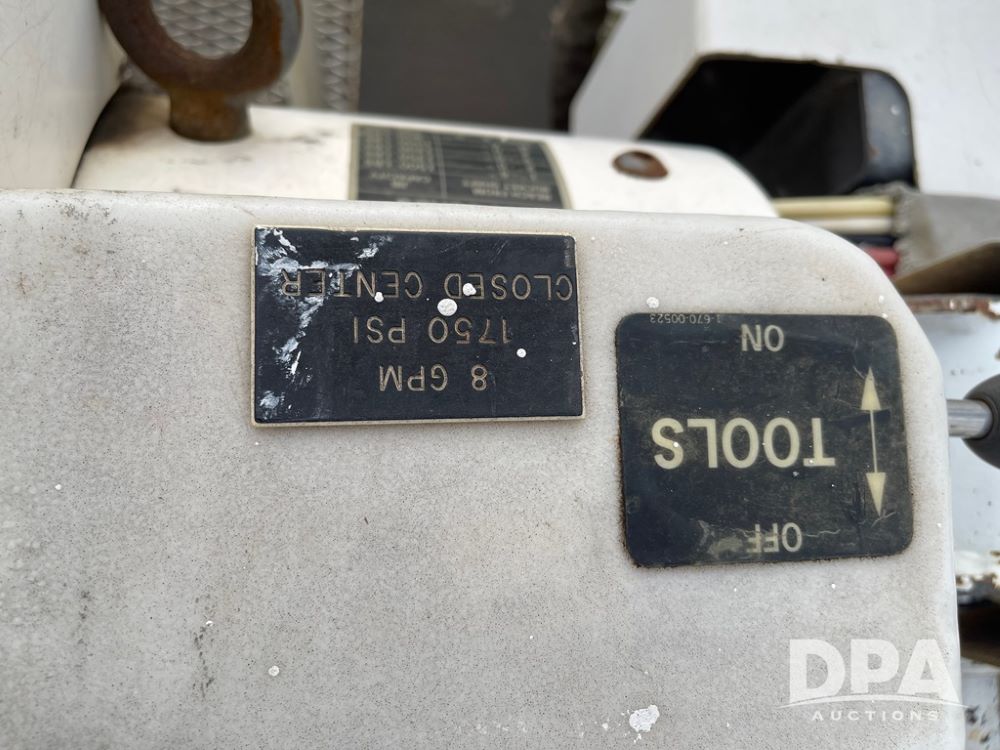 8 GPM
1750 PSI
CLOSED CENTER
OFF
TOOLS
ON
670-00523
DPA
AUCTIONS